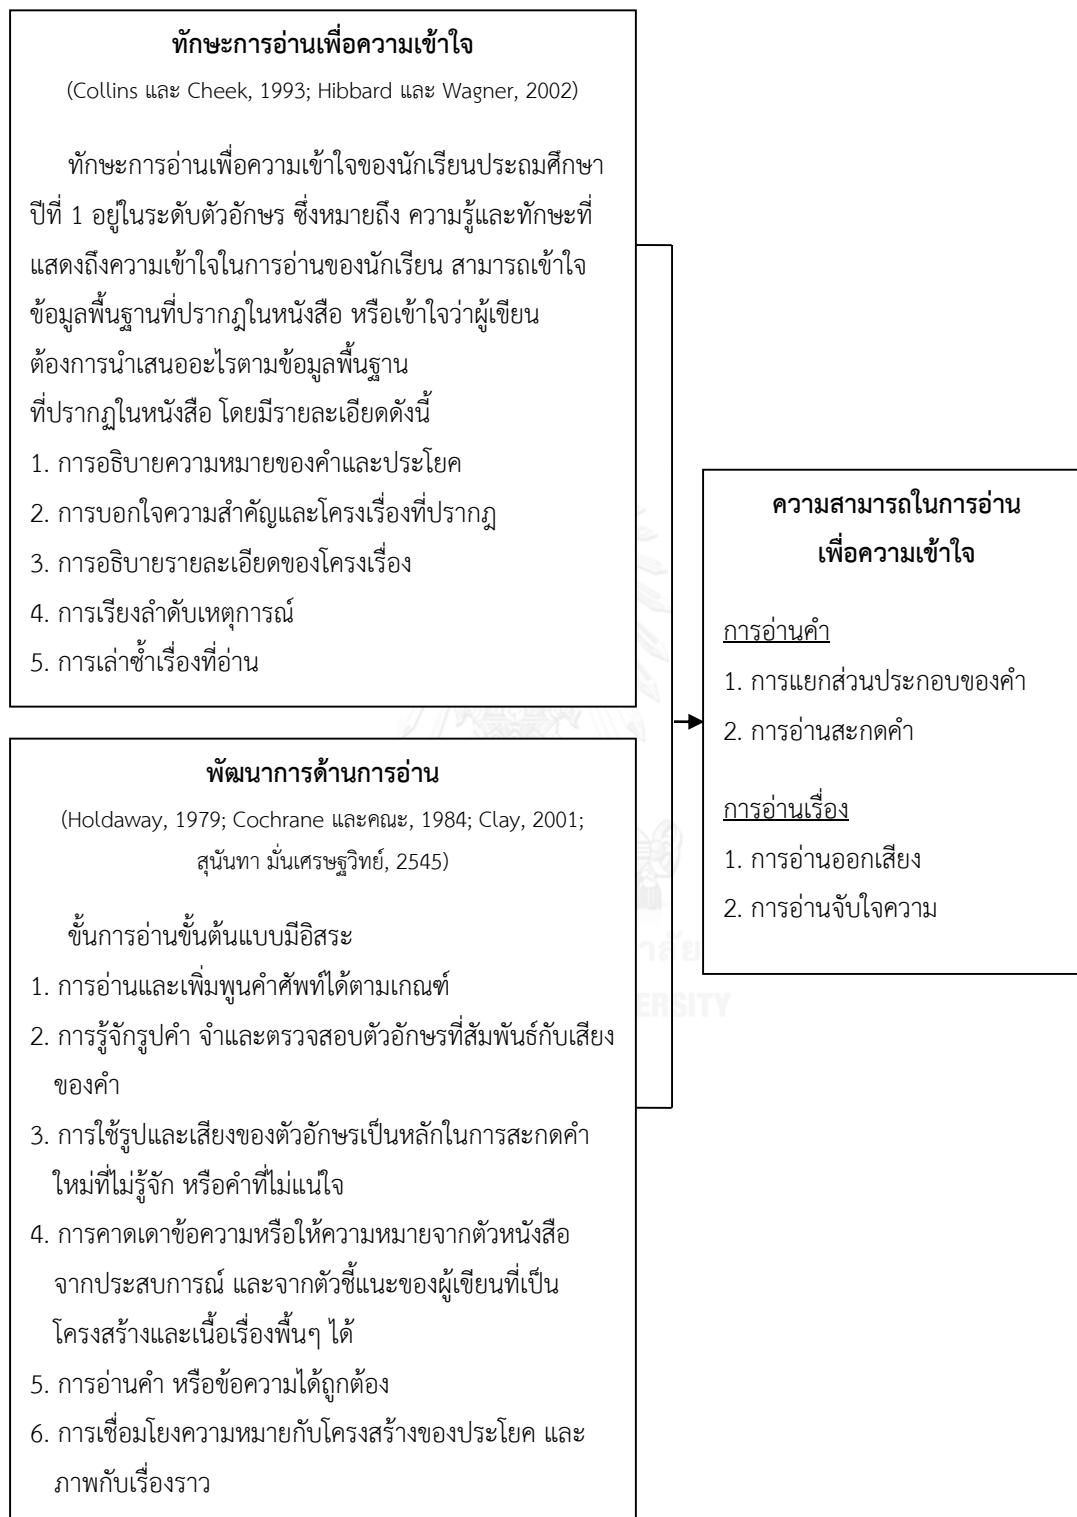 ทักษะการอ่านเพื่อความเข้าใจ
(Collins และ Cheek, 1993; Hibbard และ Wagner, 2002)
ทักษะการอ่านเพื่อความเข้าใจของนักเรียนประถมศึกษา
ปีที่ 1 อยู่ในระดับตัวอักษร ซึ่งหมายถึง ความรู้และทักษะที่
แสดงถึงความเข้าใจในการอ่านของนักเรียน สามารถเข้าใจ
ข้อมูลพื้นฐานที่ปรากฏในหนังสือ หรือเข้าใจว่าผู้เขียน
ต้องการนำเสนออะไรตามข้อมูลพื้นฐาน
ที่ปรากฏในหนังสือ โดยมีรายละเอียดดังนี้
1. การอธิบายความหมายของคำและประโยค
2. การบอกใจความสำคัญและโครงเรื่องที่ปรากฏ
3. การอธิบายรายละเอียดของโครงเรื่อง
4. การเรียงลำดับเหตุการณ์
5. การเล่าซ้ำเรื่องที่อ่าน
พัฒนาการด้านการอ่าน
(Holdaway, 1979; Cochrane และคณะ, 1984; Clay, 2001;
สุนันทา มั่นเศรษฐวิทย์, 2545)
ขั้นการอ่านขั้นต้นแบบมีอิสระ
1. การอ่านและเพิ่มพูนคำศัพท์ได้ตามเกณฑ์
2. การรู้จักรูปคำ จำและตรวจสอบตัวอักษรที่สัมพันธ์กับเสียง
ของคำ
3. การใช้รูปและเสียงของตัวอักษรเป็นหลักในการสะกดคำ
ใหม่ที่ไม่รู้จัก หรือคำที่ไม่แน่ใจ
4. การคาดเดาข้อความหรือให้ความหมายจากตัวหนังสือ
จากประสบการณ์ และจากตัวชี้แนะของผู้เขียนที่เป็น
โครงสร้างและเนื้อเรื่องพื้นๆ ได้
5. การอ่านคำ หรือข้อความได้ถูกต้อง
6. การเชื่อมโยงความหมายกับโครงสร้างของประโยค และ
ภาพกับเรื่องราว
ความสามารถในการอ่าน
เพื่อความเข้าใจ
การอ่านคำ
1. การแยกส่วนประกอบของคำ
2. การอ่านสะกดคำ
การอ่านเรื่อง
1. การอ่านออกเสียง
2. การอ่านจับใจความ